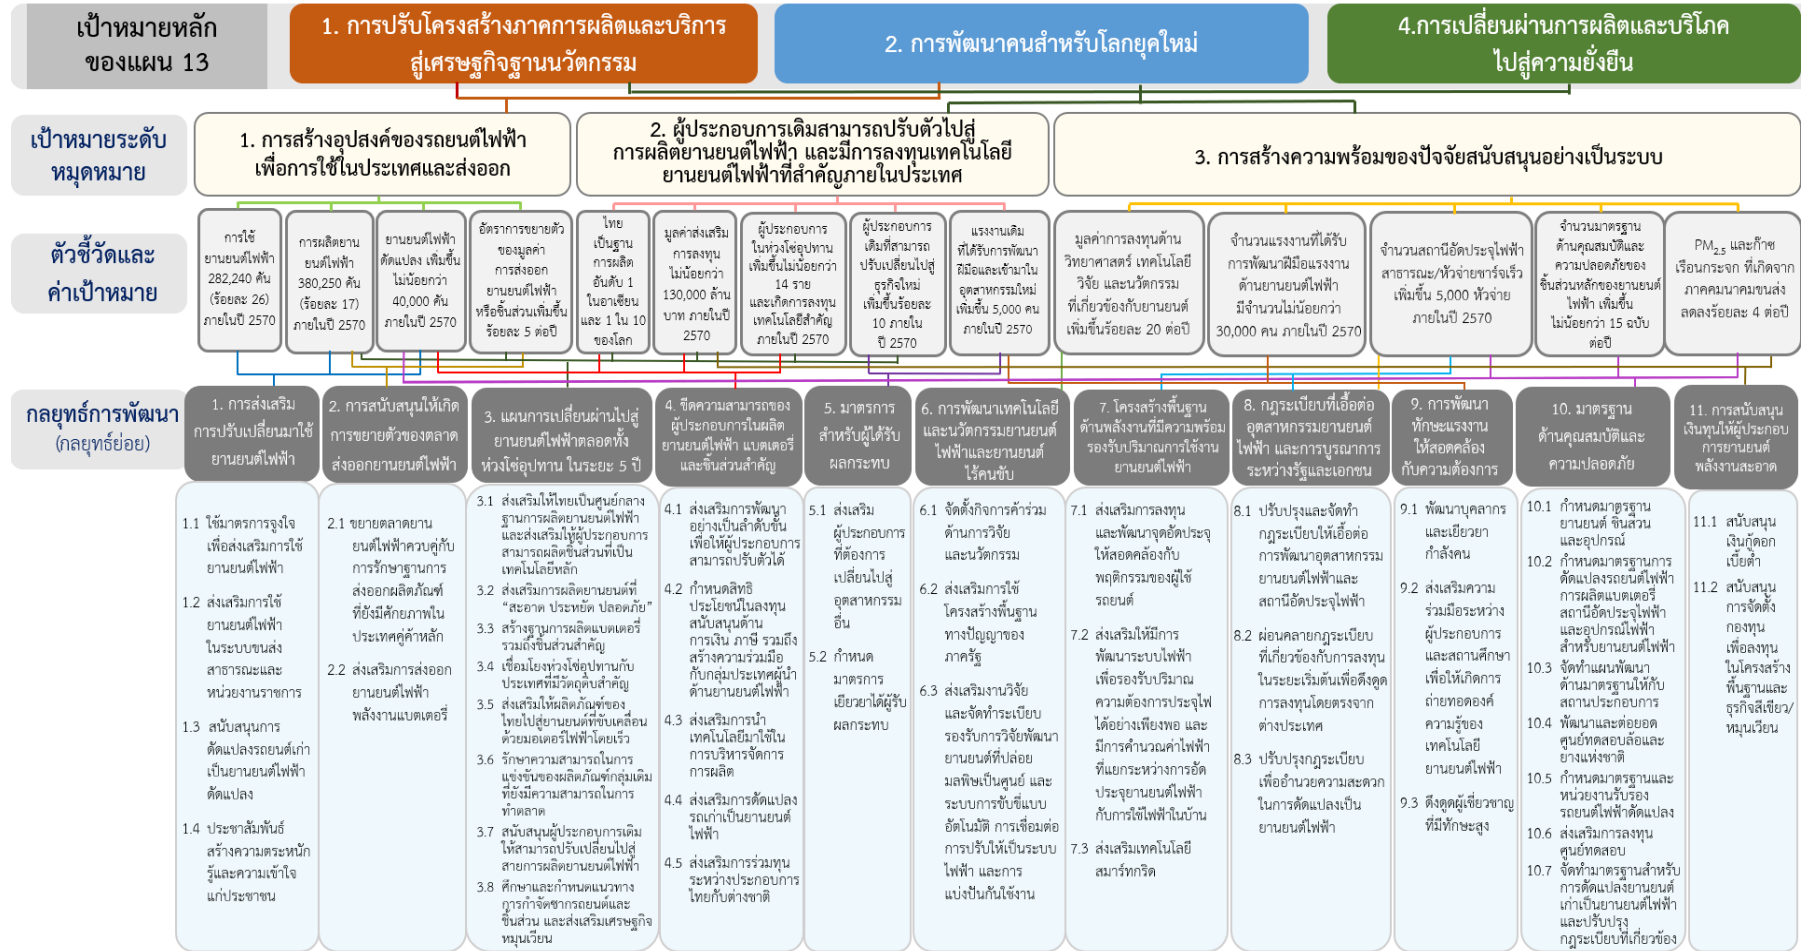 เป้าหมายหลัก
ของแผน 13
1. การปรับโครงสร้างภาคการผลิตและบริการ
สู่เศรษฐกิจฐานนวัตกรรม
2. การพัฒนาคนสำหรับโลกยุคใหม่
4.การเปลี่ยนผ่านการผลิตและบริโภค
ไปสู่ความยั่งยืน
เป้าหมายระดับ
หมุดหมาย
1. การสร้างอุปสงค์ของรถยนต์ไฟฟ้า
เพื่อการใช้ในประเทศและส่งออก
2. ผู้ประกอบการเดิมสามารถปรับตัวไปสู่
การผลิตยานยนต์ไฟฟ้า และมีการลงทุนเทคโนโลยี
ยานยนต์ไฟฟ้าที่สำคัญภายในประเทศ
3. การสร้างความพร้อมของปัจจัยสนับสนุนอย่างเป็นระบบ
ตัวชี้วัดและ
ค่าเป้าหมาย
การใช้
ยานยนต์ไฟฟ้า
282,240 คัน
(ร้อยละ 26)
ภายในปี 2570
การผลิตยาน
ยนต์ไฟฟ้า
380,250 คัน
(ร้อยละ 17)
ภายในปี 2570
ยานยนต์ไฟฟ้า
ดัดแปลง เพิ่มขึ้น
ไม่น้อยกว่า
40,000 คัน
ภายในปี 2570
อัตราการขยายตัว
ของมูลค่า
การส่งออก
ยานยนต์ไฟฟ้า
หรือชิ้นส่วนเพิ่มขึ้น
ร้อยละ 5 ต่อปี
ไทย
เป็นฐาน
การผลิต
อันดับ 1
ในอาเซียน
และ 1 ใน 10
ของโลก
มูลค่าส่งเสริม
การลงทุน
ไม่น้อยกว่า
130,000 ล้าน
บาท ภายในปี
2570
ผู้ประกอบการ
ในห่วงโซ่อุปทาน
เพิ่มขึ้นไม่น้อยกว่า
14 ราย
และเกิดการลงทุน
เทคโนโลยีสำคัญ
ภายในปี 2570
ผู้ประกอบการ
เดิมที่สามารถ
ปรับเปลี่ยนไปสู่
ธุรกิจใหม่
เพิ่มขึ้นร้อยละ
10 ภายใน
ปี 2570
แรงงานเดิม
ที่ได้รับการพัฒนา
ฝีมือและเข้ามาใน
อุตสาหกรรมใหม่
เพิ่มขึ้น 5,000 คน
ภายในปี 2570
มูลค่าการลงทุนด้าน
วิทยาศาสตร์ เทคโนโลยี
วิจัย และนวัตกรรม
ที่เกี่ยวข้องกับยานยนต์
เพิ่มขึ้นร้อยละ 20 ต่อปี
จำนวนแรงงานที่ได้รับ
การพัฒนาฝีมือแรงงาน
ด้านยานยนต์ไฟฟ้า
มีจำนวนไม่น้อยกว่า
30,000 คน ภายในปี 2570
จำนวนสถานีอัดประจุไฟฟ้า
สาธารณะ/หัวจ่ายชาร์จเร็ว
เพิ่มขึ้น 5,000 หัวจ่าย
ภายในปี 2570
จำนวนมาตรฐาน
ด้านคุณสมบัติและ
ความปลอดภัยของ
ชิ้นส่วนหลักของยานยนต์
ไฟฟ้า เพิ่มขึ้น
ไม่น้อยกว่า 15 ฉบับ
ต่อปี
PM2.5 และก๊าซ
เรือนกระจก ที่เกิดจาก
ภาคคมนาคมขนส่ง
ลดลงร้อยละ 4 ต่อปี
กลยุทธ์การพัฒนา
(กลยุทธ์ย่อย)
1. การส่งเสริม
การปรับเปลี่ยนมาใช้
ยานยนต์ไฟฟ้า
2. การสนับสนุนให้เกิด
การขยายตัวของตลาด
ส่งออกยานยนต์ไฟฟ้า
3. แผนการเปลี่ยนผ่านไปสู่
ยานยนต์ไฟฟ้าตลอดทั้ง
ห่วงโซ่อุปทาน ในระยะ 5 ปี
4. ขีดความสามารถของ
ผู้ประกอบการในผลิต
ยานยนต์ไฟฟ้า แบตเตอรี่
และชิ้นส่วนสำคัญ
5. มาตรการ
สำหรับผู้ได้รับ
ผลกระทบ
6. การพัฒนาเทคโนโลยี
และนวัตกรรมยานยนต์
ไฟฟ้าและยานยนต์
ไร้คนขับ
7. โครงสร้างพื้นฐาน
ด้านพลังงานที่มีความพร้อม
รองรับปริมาณการใช้งาน
ยานยนต์ไฟฟ้า
8. กฎระเบียบที่เอื้อต่อ
อุตสาหกรรมยานยนต์
ไฟฟ้า และการบูรณาการ
ระหว่างรัฐและเอกชน
9. การพัฒนา
ทักษะแรงงาน
ให้สอดคล้อง
กับความต้องการ
10. มาตรฐาน
ด้านคุณสมบัติและ
ความปลอดภัย
11. การสนับสนุน
เงินทุนให้ผู้ประกอบ
การยานยนต์
พลังงานสะอาด
1.1 ใช้มาตรการจูงใจ
เพื่อส่งเสริมการใช้
ยานยนต์ไฟฟ้า
1.2 ส่งเสริมการใช้
ยานยนต์ไฟฟ้า
ในระบบขนส่ง
สาธารณะและ
หน่วยงานราชการ
1.3 สนับสนุนการ
ดัดแปลงรถยนต์เก่า
เป็นยานยนต์ไฟฟ้า
ดัดแปลง
1.4 ประชาสัมพันธ์
สร้างความตระหนัก
รู้และความเข้าใจ
แก่ประชาชน
2.1 ขยายตลาดยาน
ยนต์ไฟฟ้าควบคู่กับ
การรักษาฐานการ
ส่งออกผลิตภัณฑ์
ที่ยังมีศักยภาพใน
ประเทศคู่ค้าหลัก
2.2 ส่งเสริมการส่งออก
ยานยนต์ไฟฟ้า
พลังงานแบตเตอรี่
3.1 ส่งเสริมให้ไทยเป็นศูนย์กลาง
ฐานการผลิตยานยนต์ไฟฟ้า
และส่งเสริมให้ผู้ประกอบการ
สามารถผลิตชิ้นส่วนที่เป็น
เทคโนโลยีหลัก
3.2 ส่งเสริมการผลิตยานยนต์ที่
“สะอาด ประหยัด ปลอดภัย”
3.3 สร้างฐานการผลิตแบตเตอรี่
รวมถึงชิ้นส่วนสำคัญ
3.4 เชื่อมโยงห่วงโซ่อุปทานกับ
ประเทศที่มีวัตถุดิบสำคัญ
3.5 ส่งเสริมให้ผลิตภัณฑ์ของ
ไทยไปสู่ยานยนต์ที่ขับเคลื่อน
ด้วยมอเตอร์ไฟฟ้าโดยเร็ว
3.6 รักษาความสามารถในการ
แข่งขันของผลิตภัณฑ์กลุ่มเดิม
ที่ยังมีความสามารถในการ
ทำตลาด
3.7 สนับสนุนผู้ประกอบการเดิม
ให้สามารถปรับเปลี่ยนไปสู่
สายการผลิตยานยนต์ไฟฟ้า
3.8 ศึกษาและกำหนดแนวทาง
การกำจัดซากรถยนต์และ
ชิ้นส่วน และส่งเสริมเศรษฐกิจ
หมุนเวียน
4.1 ส่งเสริมการพัฒนา
อย่างเป็นลำดับขั้น
เพื่อให้ผู้ประกอบการ
สามารถปรับตัวได้
4.2 กำหนดสิทธิ
ประโยชน์ในลงทุน
สนับสนุนด้าน
การเงิน ภาษี รวมถึง
สร้างความร่วมมือ
กับกลุ่มประเทศผู้นำ
ด้านยานยนต์ไฟฟ้า
4.3 ส่งเสริมการนำ
เทคโนโลยีมาใช้ใน
การบริหารจัดการ
การผลิต
4.4 ส่งเสริมการดัดแปลง
รถเก่าเป็นยานยนต์
ไฟฟ้า
4.5 ส่งเสริมการร่วมทุน
ระหว่างประกอบการ
ไทยกับต่างชาติ
5.1 ส่งเสริม
ผู้ประกอบการ
ที่ต้องการ
เปลี่ยนไปสู่
อุตสาหกรรม
อื่น
5.2 กำหนด
มาตรการ
เยียวยาได้ผู้รับ
ผลกระทบ
6.1 จัดตั้งกิจการค้าร่วม
ด้านการวิจัย
และนวัตกรรม
6.2 ส่งเสริมการใช้
โครงสร้างพื้นฐาน
ทางปัญญาของ
ภาครัฐ
6.3 ส่งเสริมงานวิจัย
และจัดทำระเบียบ
รองรับการวิจัยพัฒนา
ยานยนต์ที่ปล่อย
มลพิษเป็นศูนย์ และ
ระบบการขับขี่แบบ
อัตโนมัติ การเชื่อมต่อ
การปรับให้เป็นระบบ
ไฟฟ้า และการ
แบ่งปันกันใช้งาน
7.1 ส่งเสริมการลงทุน
และพัฒนาจุดอัดประจุ
ให้สอดคล้องกับ
พฤติกรรมของผู้ใช้
รถยนต์
7.2 ส่งเสริมให้มีการ
พัฒนาระบบไฟฟ้า
เพื่อรองรับปริมาณ
ความต้องการประจุไฟ
ได้อย่างเพียงพอ และ
มีการคำนวณค่าไฟฟ้า
ที่แยกระหว่างการอัด
ประจุยานยนต์ไฟฟ้า
กับการใช้ไฟฟ้าในบ้าน
7.3 ส่งเสริมเทคโนโลยี
สมาร์ทกริด
8.1 ปรับปรุงและจัดทำ
กฎระเบียบให้เอื้อต่อ
การพัฒนาอุตสาหกรรม
ยานยนต์ไฟฟ้าและ
สถานีอัดประจุไฟฟ้า
8.2 ผ่อนคลายกฎระเบียบ
ที่เกี่ยวข้องกับการลงทุน
ในระยะเริ่มต้นเพื่อดึงดูด
การลงทุนโดยตรงจาก
ต่างประเทศ
8.3 ปรับปรุงกฎระเบียบ
เพื่ออำนวยความสะดวก
ในการดัดแปลงเป็น
ยานยนต์ไฟฟ้า
9.1 พัฒนาบุคลากร
และเยียวยา
กำลังคน
9.2 ส่งเสริมความ
ร่วมมือระหว่าง
ผู้ประกอบการ
และสถานศึกษา
เพื่อให้เกิดการ
ถ่ายทอดองค์
ความรู้ของ
เทคโนโลยี
ยานยนต์ไฟฟ้า
9.3 ดึงดูดผู้เชี่ยวชาญ
ที่มีทักษะสูง
10.1 กำหนดมาตรฐาน
ยานยนต์ ชิ้นส่วน
และอุปกรณ์
10.2 กำหนดมาตรฐานการ
ดัดแปลงรถยนต์ไฟฟ้า
การผลิตแบตเตอรี่
สถานีอัดประจุไฟฟ้า
และอุปกรณ์ไฟฟ้า
สำหรับยานยนต์ไฟฟ้า
10.3 จัดทำแผนพัฒนา
ด้านมาตรฐานให้กับ
สถานประกอบการ
10.4 พัฒนาและต่อยอด
ศูนย์ทดสอบล้อและ
ยางแห่งชาติ
10.5 กำหนดมาตรฐานและ
หน่วยงานรับรอง
รถยนต์ไฟฟ้าดัดแปลง
10.6 ส่งเสริมการลงทุน
ศูนย์ทดสอบ
10.7 จัดทำมาตรฐานสำหรับ
การดัดแปลงยานยนต์
เก่าเป็นยานยนต์ไฟฟ้า
และปรับปรุง
กฎระเบียบที่เกี่ยวข้อง
11.1 สนับสนุน
เงินกู้ดอก
เบี้ยต่ำ
11.2 สนับสนุน
การจัดตั้ง
กองทุน
เพื่อลงทุน
ในโครงสร้าง
พื้นฐานและ
ธุรกิจสีเขียว/
หมุนเวียน